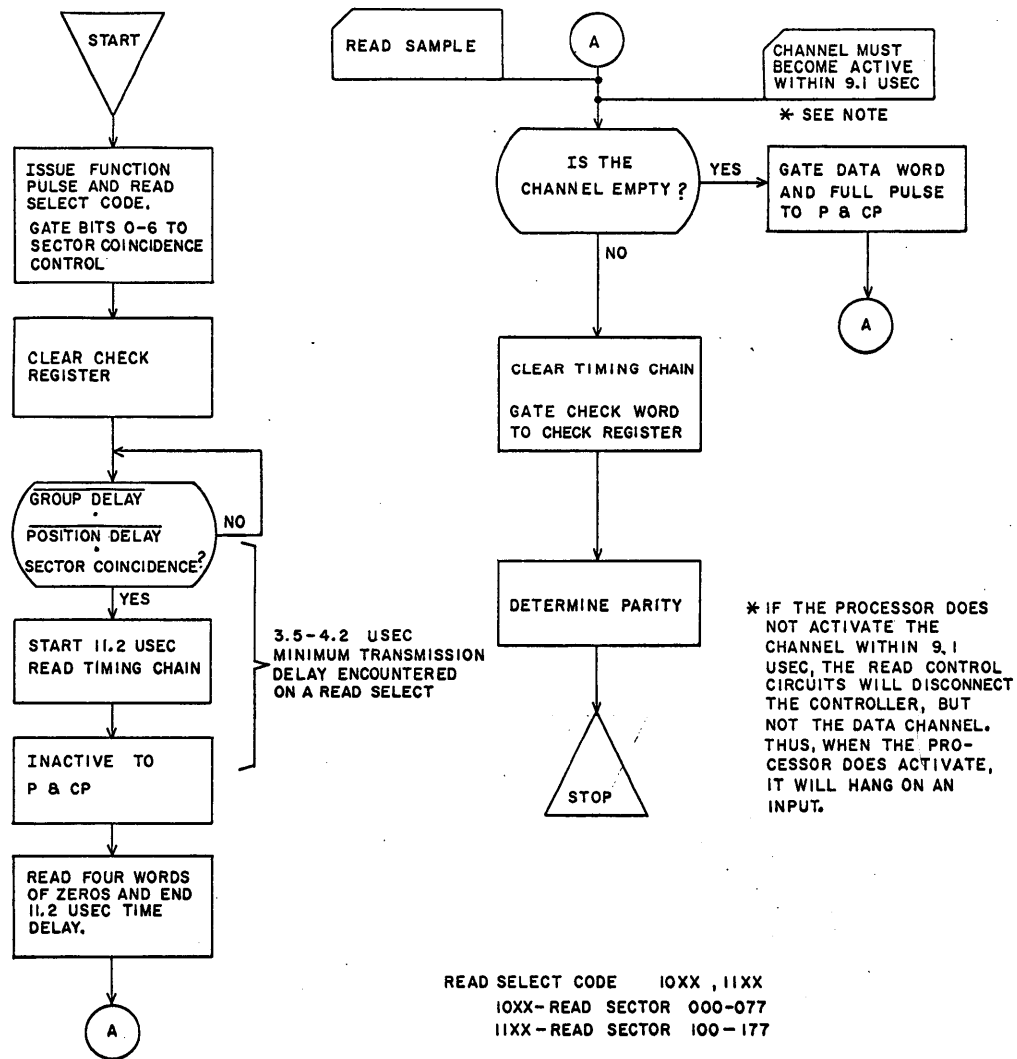 START
ISSUE FUNCTION
PULSE AND READ
SELECT CODE.
GATE BITS 0-6 TO
SECTOR COINCIDENCE
CONTROL
CLEAR CHECK
REGISTER
GROUP DELAY
POSITION DELAY
SECTOR COINCIDENCE?
NO
YES
START 11.2 USEC
READ TIMING CHAIN
3.5-4.2 USEC
MINIMUM TRANSMISSION
DELAY ENCOUNTERED
ON A READ SELECT
INACTIVE TO
P & CP
READ FOUR WORDS
OF ZEROS AND END
11.2 USEC TIME
DELAY.
A
READ SAMPLE
A
CHANNEL MUST
BECOME ACTIVE
WITHIN 9.1 USEC
* SEE NOTE
IS THE
CHANNEL EMPTY?
YES
GATE DATA WORD
AND FULL PULSE
TO P & CP
A
NO
CLEAR TIMING CHAIN
GATE CHECK WORD
TO CHECK REGISTER
DETERMINE PARITY
STOP
* IF THE PROCESSOR DOES
NOT ACTIVATE THE
CHANNEL WITHIN 9.1
USEC, THE READ CONTROL
CIRCUITS WILL DISCONNECT
THE CONTROLLER, BUT
NOT THE DATA CHANNEL.
THUS, WHEN THE PRO-
CESSOR DOES ACTIVATE,
IT WILL HANG ON AN
INPUT.
READ SELECT CODE 10XX , 11XX
10XX-READ SECTOR 000-077
11XX-READ SECTOR 100-177